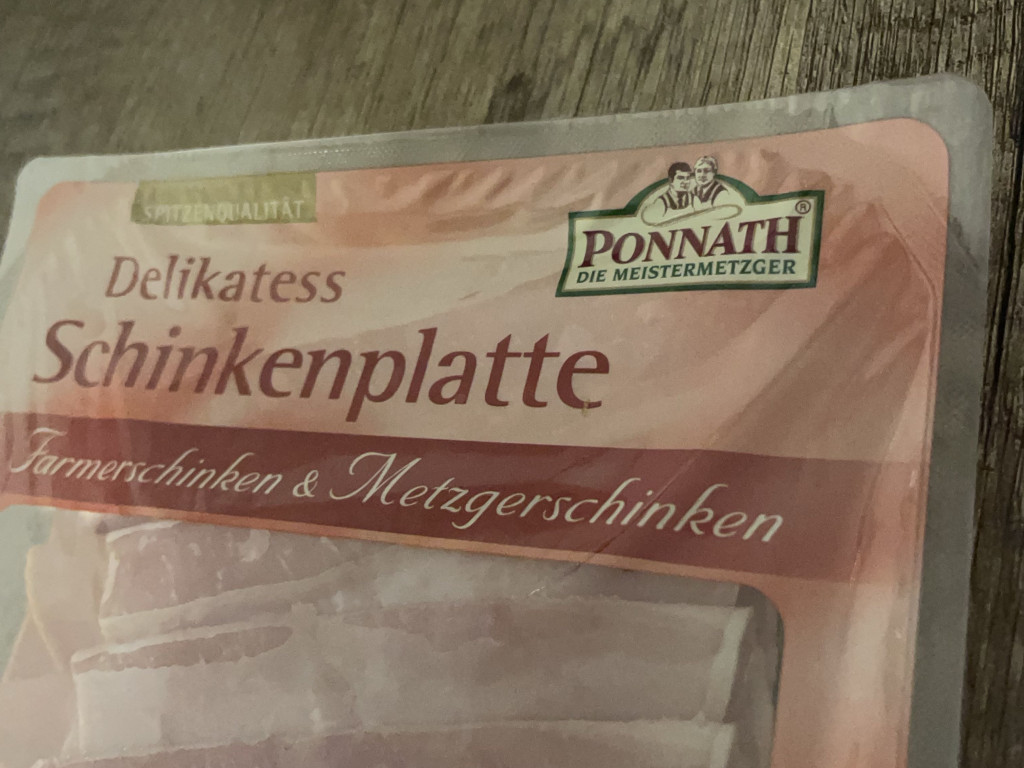 SPITZENQUALITÄT
PONNATH®
DIE MEISTERMETZGER
Delikatess
Schinkenplatte
Farmerschinken & Metzgerschinken